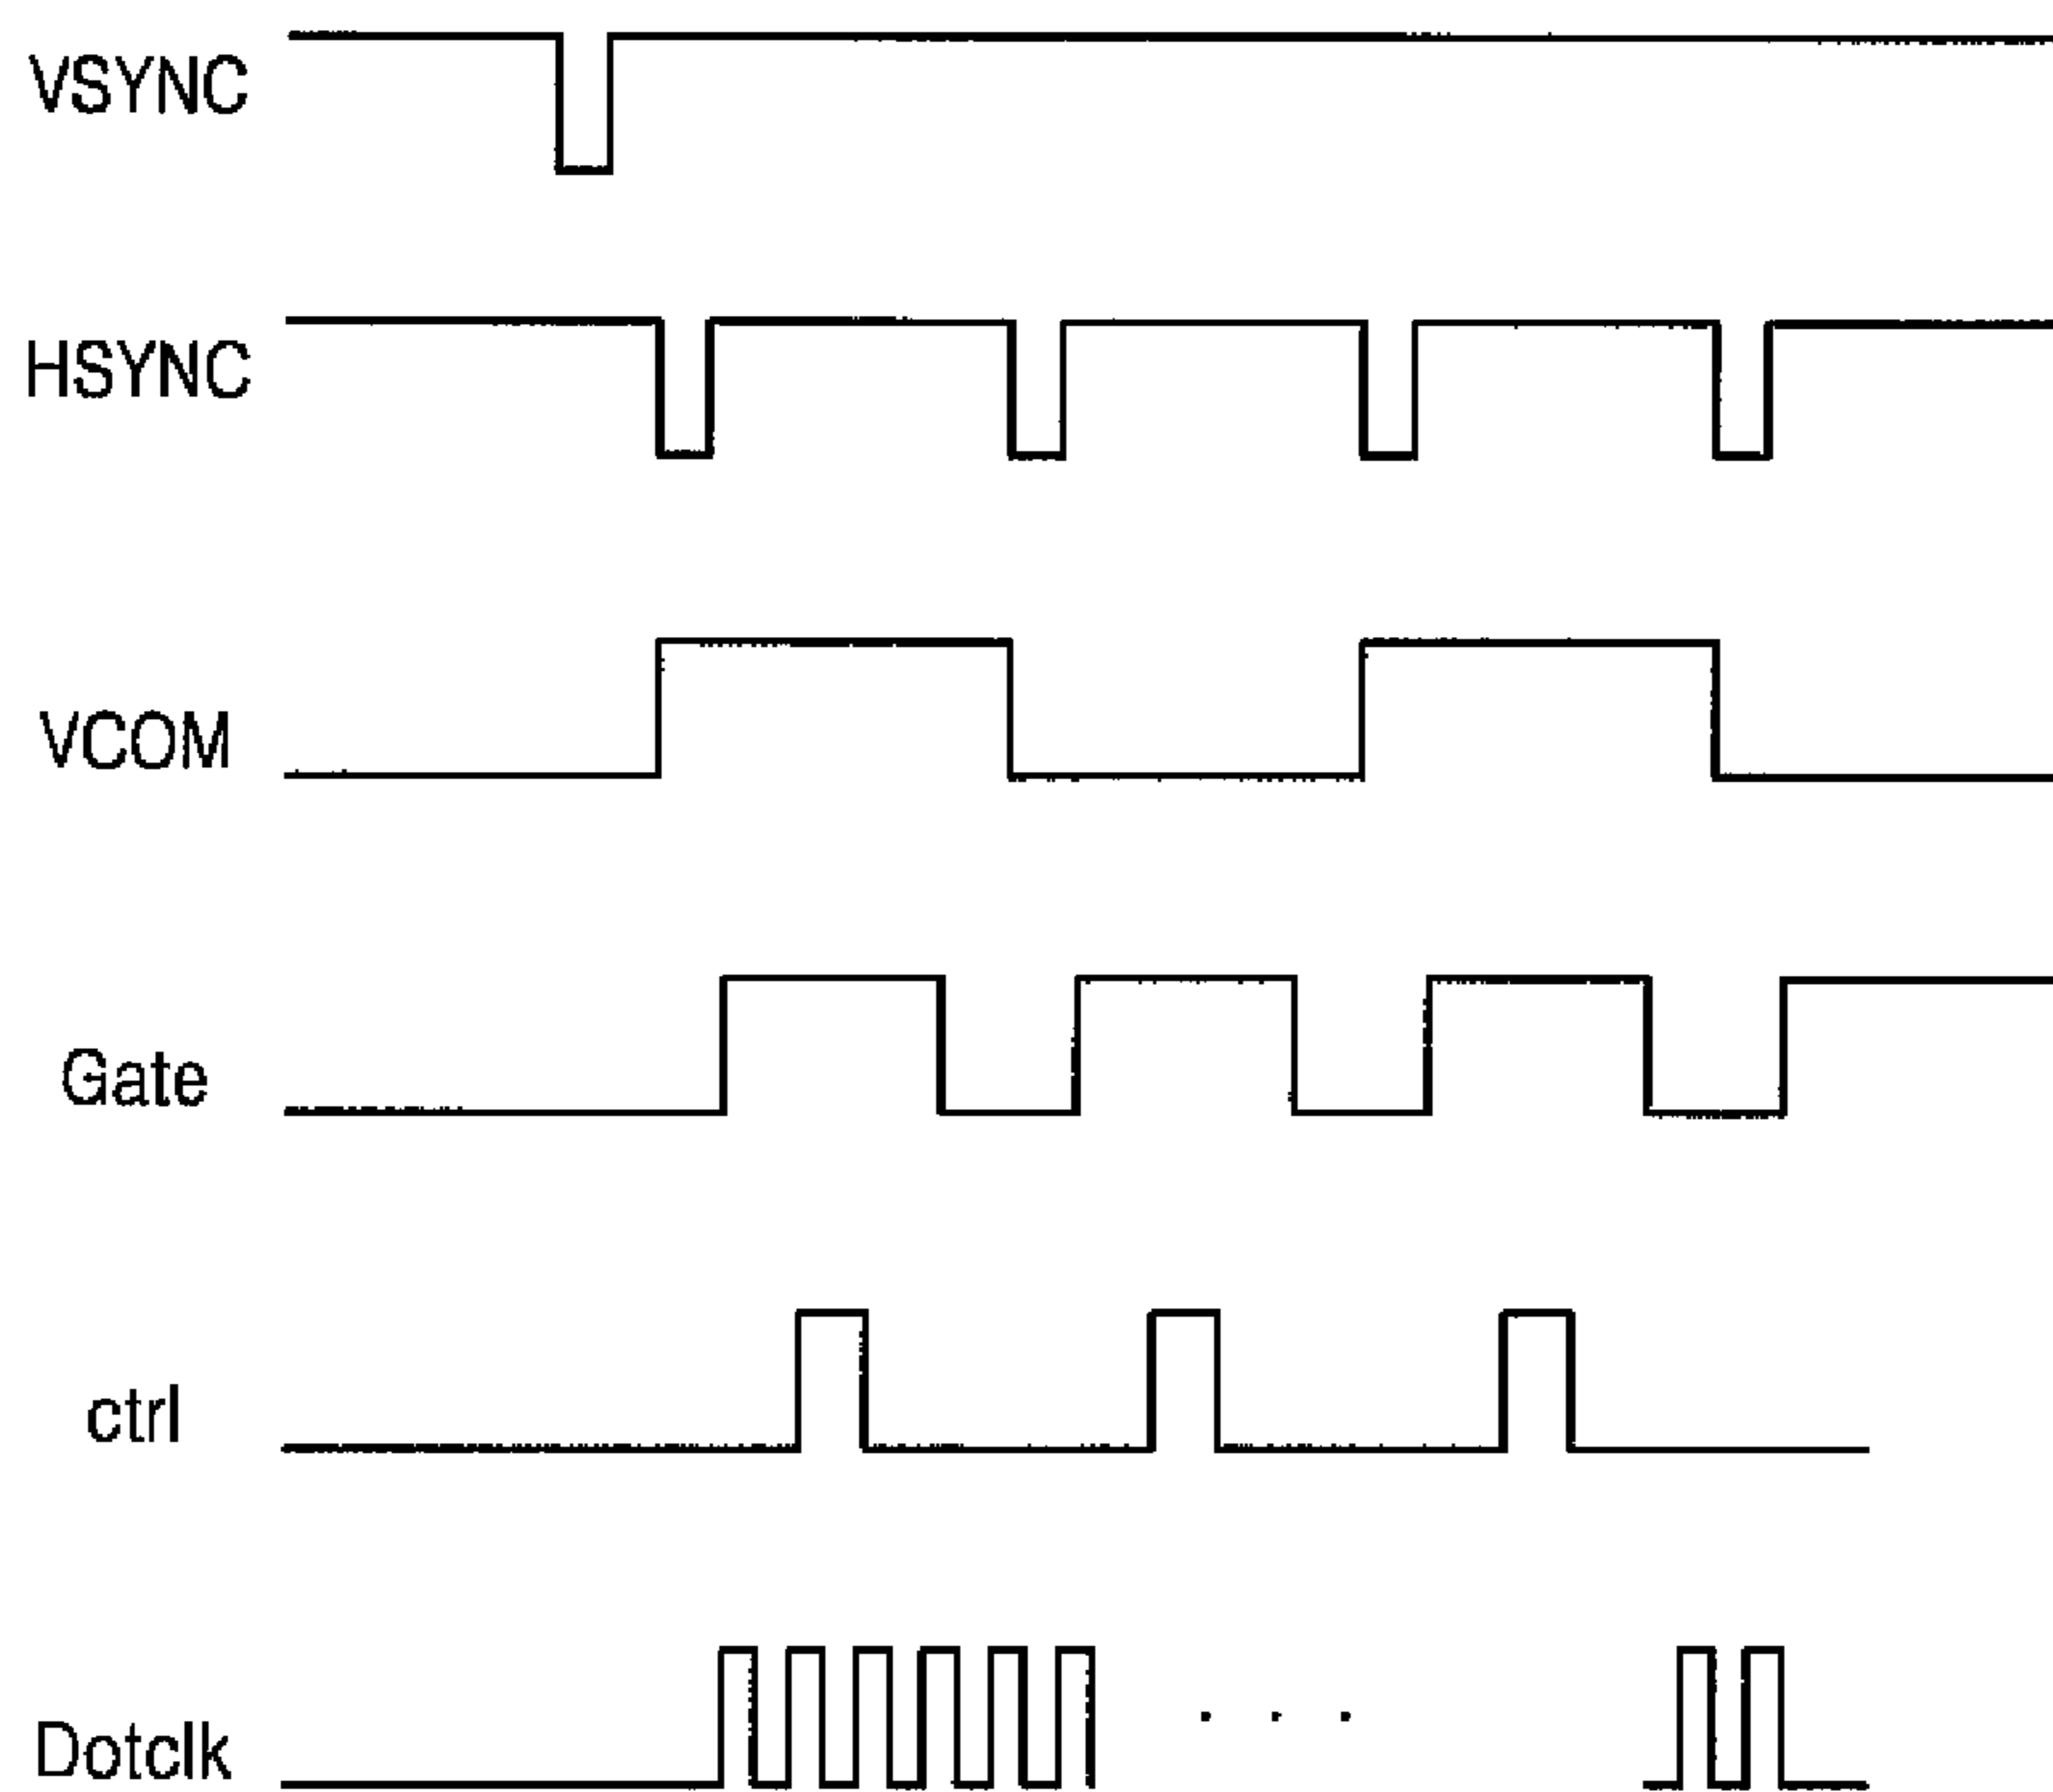 VSYNC
HSYNC
VCOM
Gate
ctrl
Dotclk